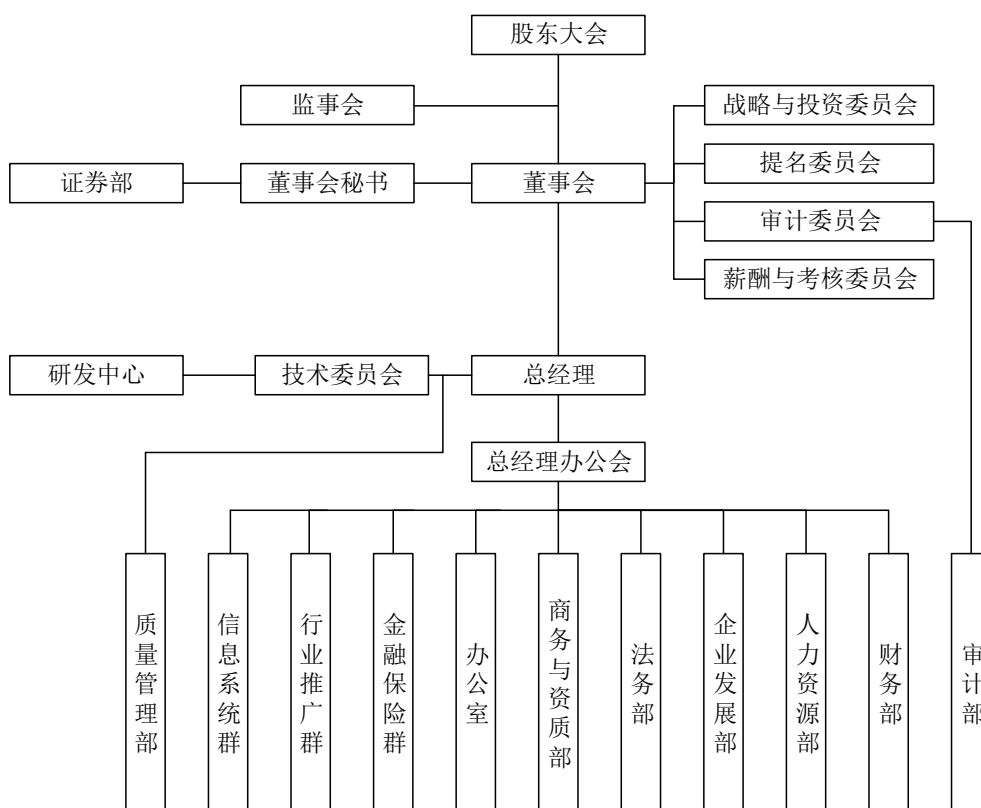 股东大会
监事会
战略与投资委员会
提名委员会
证券部
董事会秘书
董事会
审计委员会
薪酬与考核委员会
研发中心
技术委员会
总经理
总经理办公会
质量管理部
信息系统群
行业推广群
金融保险群
办公室
商务与资质部
法务部
企业发展部
人力资源部
财务部
审计部